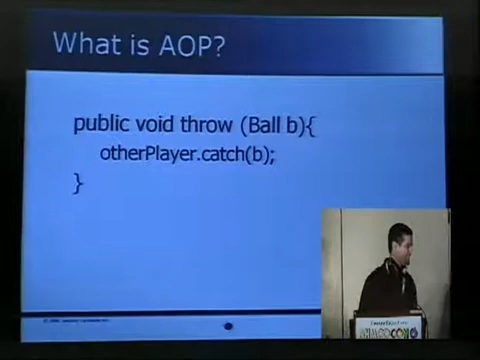 What is AOP?
public void throw (Ball b){
otherPlayer.catch(b);
}